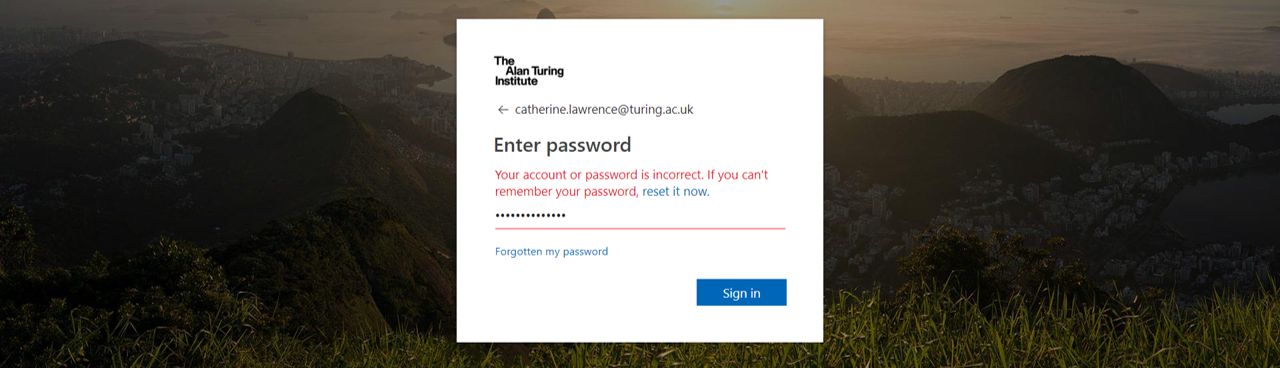 The
Alan Turing
Institute
← catherine.lawrence@turing.ac.uk
Enter password
Your account or password is incorrect. If you can't
remember your password, reset it now.
••••••••••••••
Forgotten my password
Sign in